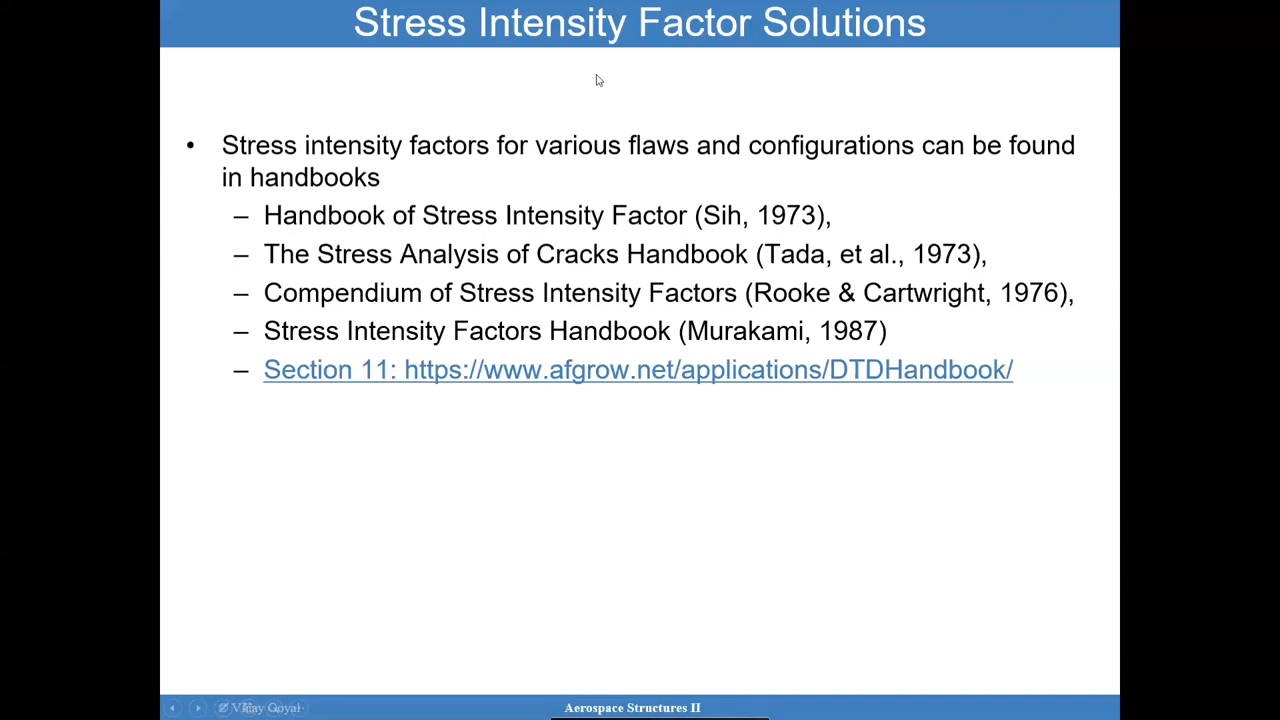 Stress Intensity Factor Solutions
• Stress intensity factors for various flaws and configurations can be found
in handbooks
– Handbook of Stress Intensity Factor (Sih, 1973),
– The Stress Analysis of Cracks Handbook (Tada, et al., 1973),
– Compendium of Stress Intensity Factors (Rooke & Cartwright, 1976),
– Stress Intensity Factors Handbook (Murakami, 1987)
– Section 11: https://www.afgrow.net/applications/DTDHandbook/
Vijay Goyal
Aerospace Structures II